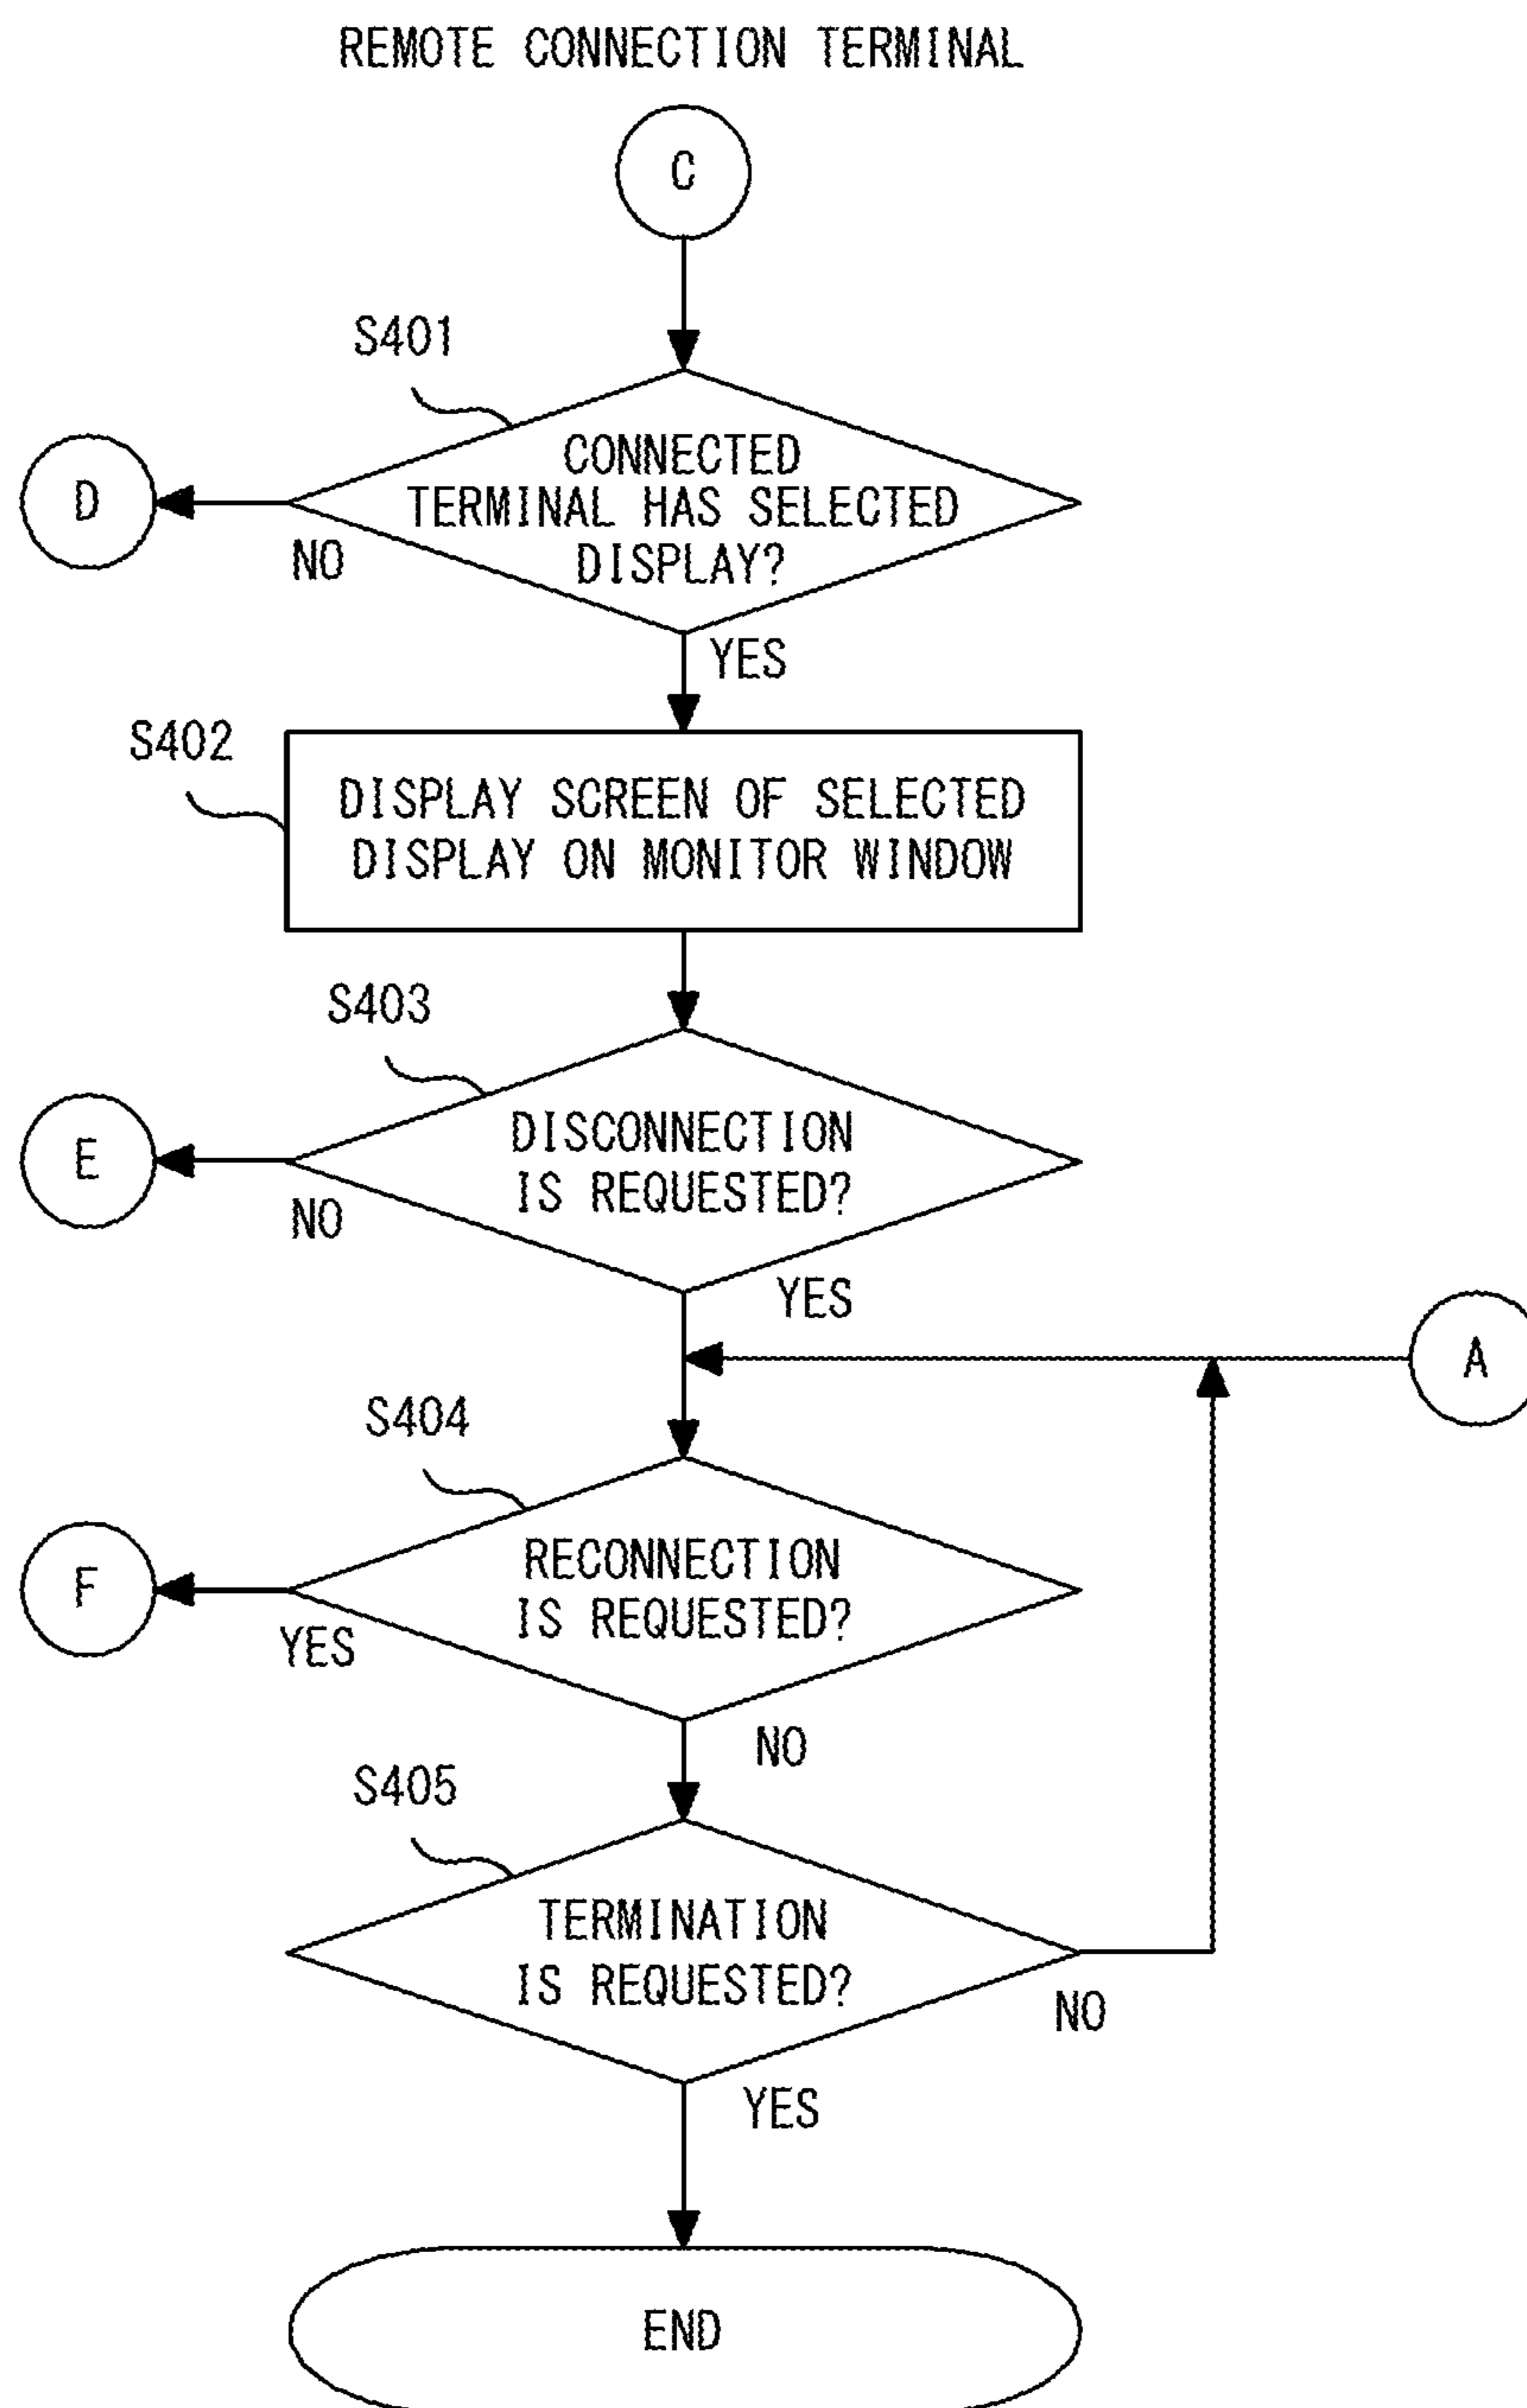 REMOTE CONNECTION TERMINAL
C
S401
CONNECTED
TERMINAL HAS SELECTED
DISPLAY?
D
NO
YES
S402
DISPLAY SCREEN OF SELECTED
DISPLAY ON MONITOR WINDOW
S403
DISCONNECTION
IS REQUESTED?
E
NO
YES
A
S404
RECONNECTION
IS REQUESTED?
F
YES
NO
S405
TERMINATION
IS REQUESTED?
NO
YES
END